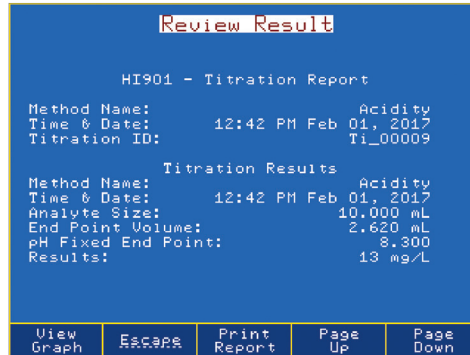 Review Result
HI901 - Titration Report
Method Name: Acidity
Time & Date: 12:42 PM Feb 01, 2017
Titration ID: Ti_00009
Titration Results
Method Name: Acidity
Time & Date: 12:42 PM Feb 01, 2017
Analyte Size: 10.000 mL
End Point Volume: 2.620 mL
pH Fixed End Point: 8.300
Results: 13 mg/L
View Graph
Escape
Print Report
Page Up
Page Down